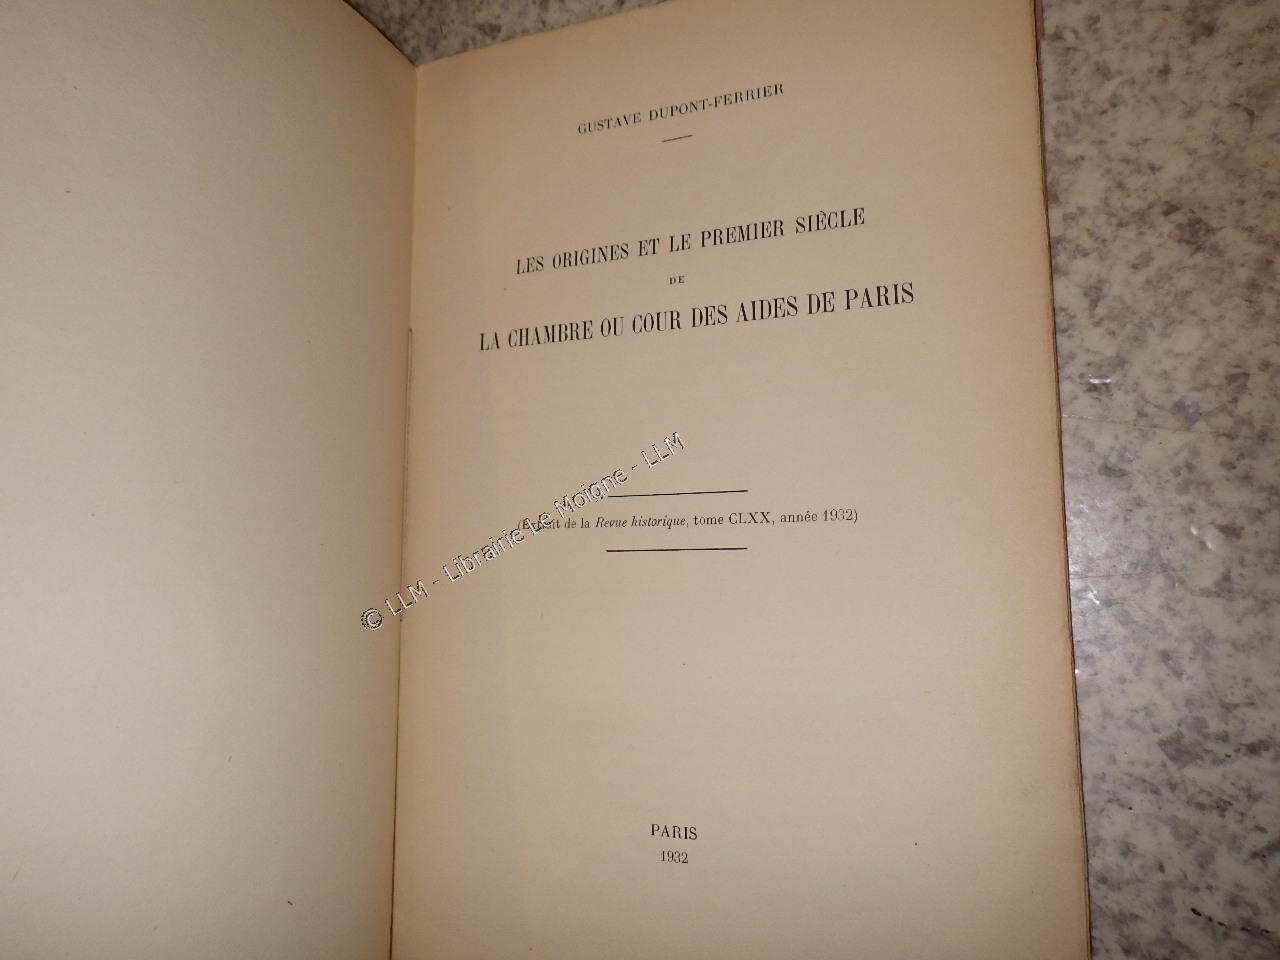 GUSTAVE DUPONT-FERRIER
LES ORIGINES ET LE PREMIER SIÈCLE
DE
LA CHAMBRE OU COUR DES AIDES DE PARIS
(Extrait de la Revue historique, tome CLXX, année 1932)
© LLM - Librairie Le Moigne - LLM
PARIS
1932